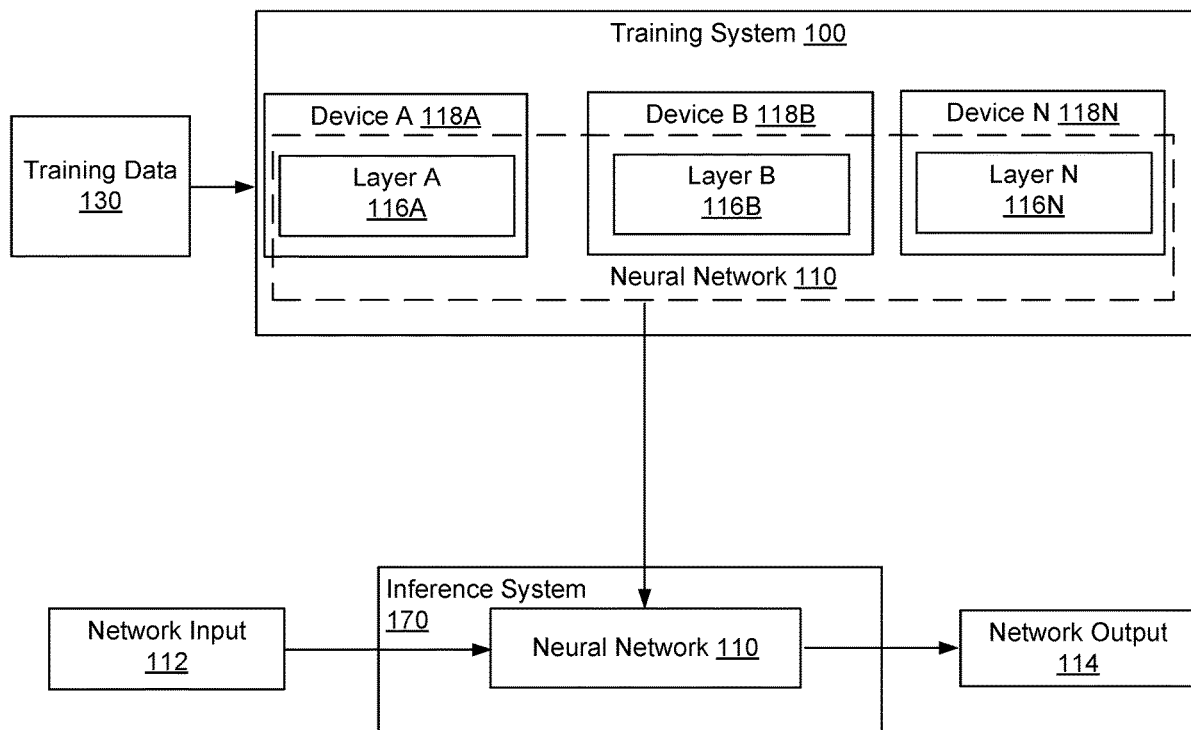 Training System 100
Device A 118A
Device B 118B
Device N 118N
Training Data
130
Layer A
116A
Layer B
116B
Layer N
116N
Neural Network 110
Inference System
170
Network Input
112
Neural Network 110
Network Output
114